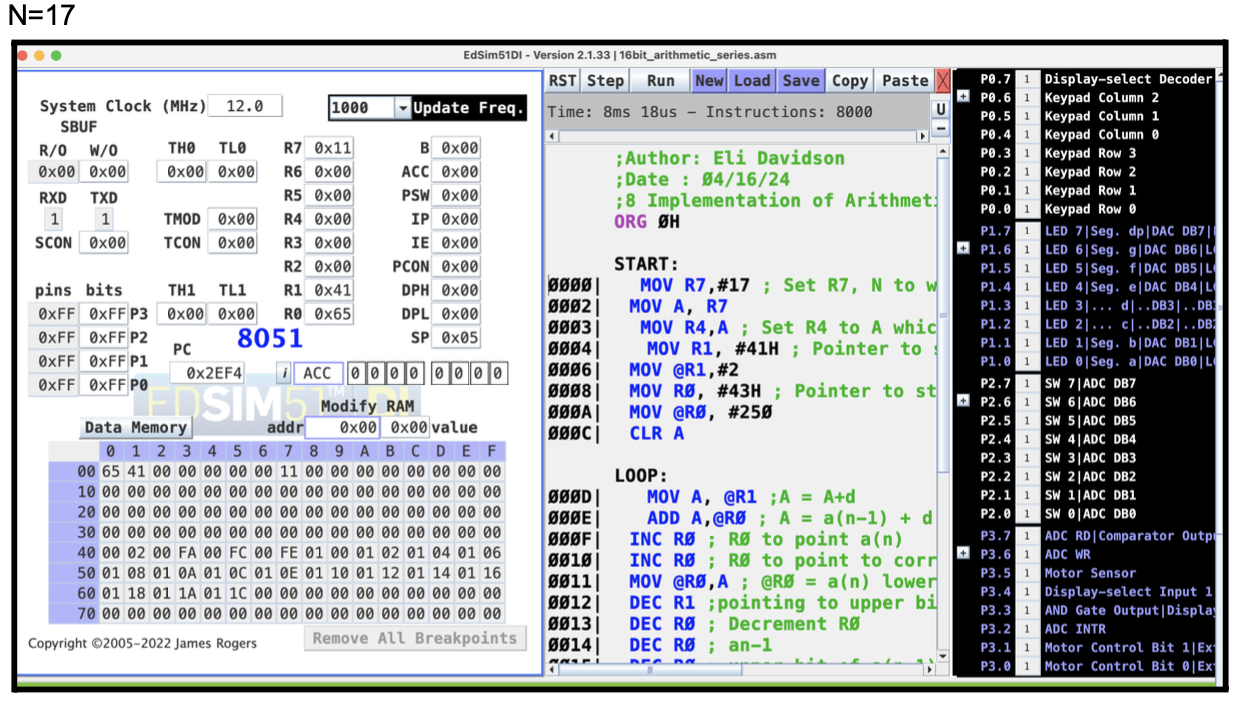 N=17
EdSim51DI - Version 2.1.33 | 16bit_arithmetic_series.asm
System Clock (MHz) 12.0 1000 Update Freq.
SBUF
R/O W/O TH0 TL0 R7 0x11 B 0x00
0x00 0x00 0x00 0x00 R6 0x00 ACC 0x00
RXD TXD R5 0x00 PSW 0x00
1 1 TMOD 0x00 R4 0x00 IP 0x00
SCON 0x00 TCON 0x00 R3 0x00 IE 0x00
R2 0x00 PCON 0x00
pins bits TH1 TL1 R1 0x41 DPH 0x00
0xFF 0xFF P3 0x00 0x00 R0 0x65 DPL 0x00
0xFF 0xFF P2 8051 SP 0x05
0xFF 0xFF P1 PC
0xFF 0xFF P0 0x2EF4 i ACC 0 0 0 0 0 0 0 0
EDSIM51DI
TM
Modify RAM
Data Memory addr 0x00 0x00 value
0 1 2 3 4 5 6 7 8 9 A B C D E F
00 65 41 00 00 00 00 00 11 00 00 00 00 00 00 00 00
10 00 00 00 00 00 00 00 00 00 00 00 00 00 00 00 00
20 00 00 00 00 00 00 00 00 00 00 00 00 00 00 00 00
30 00 00 00 00 00 00 00 00 00 00 00 00 00 00 00 00
40 00 02 00 FA 00 FC 00 FE 01 00 01 02 01 04 01 06
50 01 08 01 0A 01 0C 01 0E 01 10 01 12 01 14 01 16
60 01 18 01 1A 01 1C 00 00 00 00 00 00 00 00 00 00
70 00 00 00 00 00 00 00 00 00 00 00 00 00 00 00 00
Copyright ©2005-2022 James Rogers Remove All Breakpoints
RST Step Run New Load Save Copy Paste X
Time: 8ms 18us - Instructions: 8000 U
–
;Author: Eli Davidson
;Date : 04/16/24
;8 Implementation of Arithmet
ORG 0H
START:
0000| MOV R7,#17 ; Set R7, N to w
0002| MOV A, R7
0003| MOV R4,A ; Set R4 to A whic
0004| MOV R1, #41H ; Pointer to
0006| MOV @R1,#2
0008| MOV R0, #43H ; Pointer to st
000A| MOV @R0, #250
000C| CLR A
LOOP:
000D| MOV A, @R1 ;A = A+d
000E| ADD A,@R0 ; A = a(n-1) + d
000F| INC R0 ; R0 to point a(n)
0010| INC R0 ; R0 to point to corr
0011| MOV @R0,A ; @R0 = a(n) lower
0012| DEC R1 ;pointing to upper bi
0013| DEC R0 ; Decrement R0
0014| DEC R0 ; an-1
P0.7 1 Display-select Decoder
P0.6 1 Keypad Column 2
P0.5 1 Keypad Column 1
P0.4 1 Keypad Column 0
P0.3 1 Keypad Row 3
P0.2 1 Keypad Row 2
P0.1 1 Keypad Row 1
P0.0 1 Keypad Row 0
P1.7 1 LED 7|Seg. dp|DAC DB7|
P1.6 1 LED 6|Seg. g|DAC DB6|L
P1.5 1 LED 5|Seg. f|DAC DB5|L
P1.4 1 LED 4|Seg. e|DAC DB4|L
P1.3 1 LED 3|... d|..DB3|..DB
P1.2 1 LED 2|... c|..DB2|..DB
P1.1 1 LED 1|Seg. b|DAC DB1|L
P1.0 1 LED 0|Seg. a|DAC DB0|L
P2.7 1 SW 7|ADC DB7
P2.6 1 SW 6|ADC DB6
P2.5 1 SW 5|ADC DB5
P2.4 1 SW 4|ADC DB4
P2.3 1 SW 3|ADC DB3
P2.2 1 SW 2|ADC DB2
P2.1 1 SW 1|ADC DB1
P2.0 1 SW 0|ADC DB0
P3.7 1 ADC RD|Comparator Outp
P3.6 1 ADC WR
P3.5 1 Motor Sensor
P3.4 1 Display-select Input 1
P3.3 1 AND Gate Output|Display
P3.2 1 ADC INTR
P3.1 1 Motor Control Bit 1|Ex
P3.0 1 Motor Control Bit 0|Ex